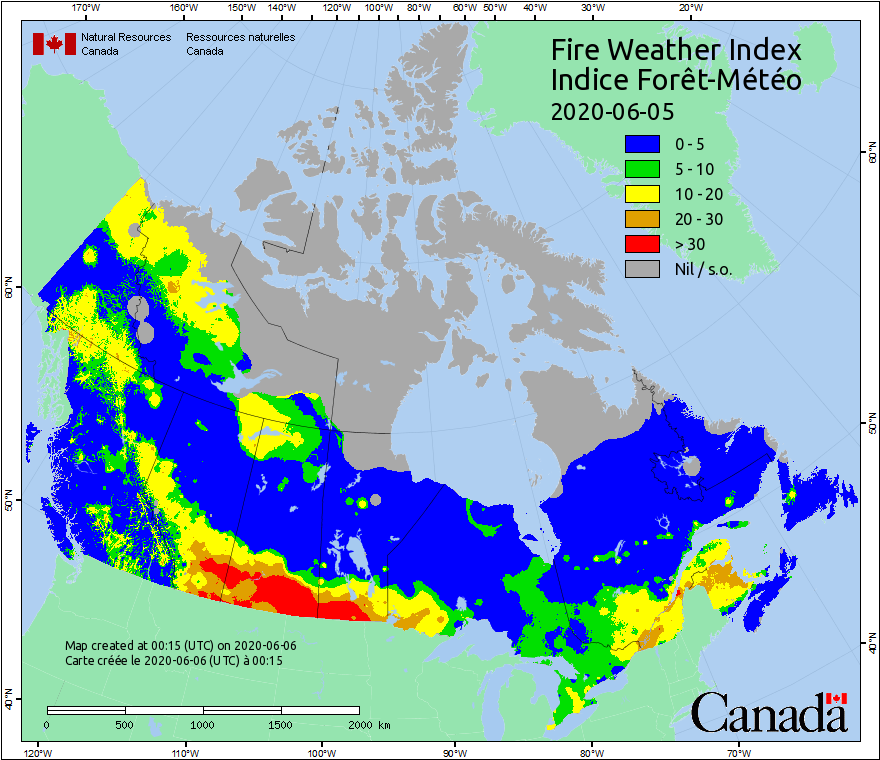 170°W 160°W 150°W 140°W 120°W 100°W 80°W 60°W 50°W 40°W 30°W 20°W
Natural Resources Ressources naturelles
Canada Canada
Fire Weather Index
Indice Forêt-Météo
2020-06-05
0 - 5
5 - 10
10 - 20
20 - 30
> 30
Nil / s.o.
60°N
60°N
50°N
50°N
40°N
40°N
Map created at 00:15 (UTC) on 2020-06-06
Carte créée le 2020-06-06 (UTC) à 00:15
0 500 1000 1500 2000 km
Canada
120°W 110°W 100°W 90°W 80°W 70°W